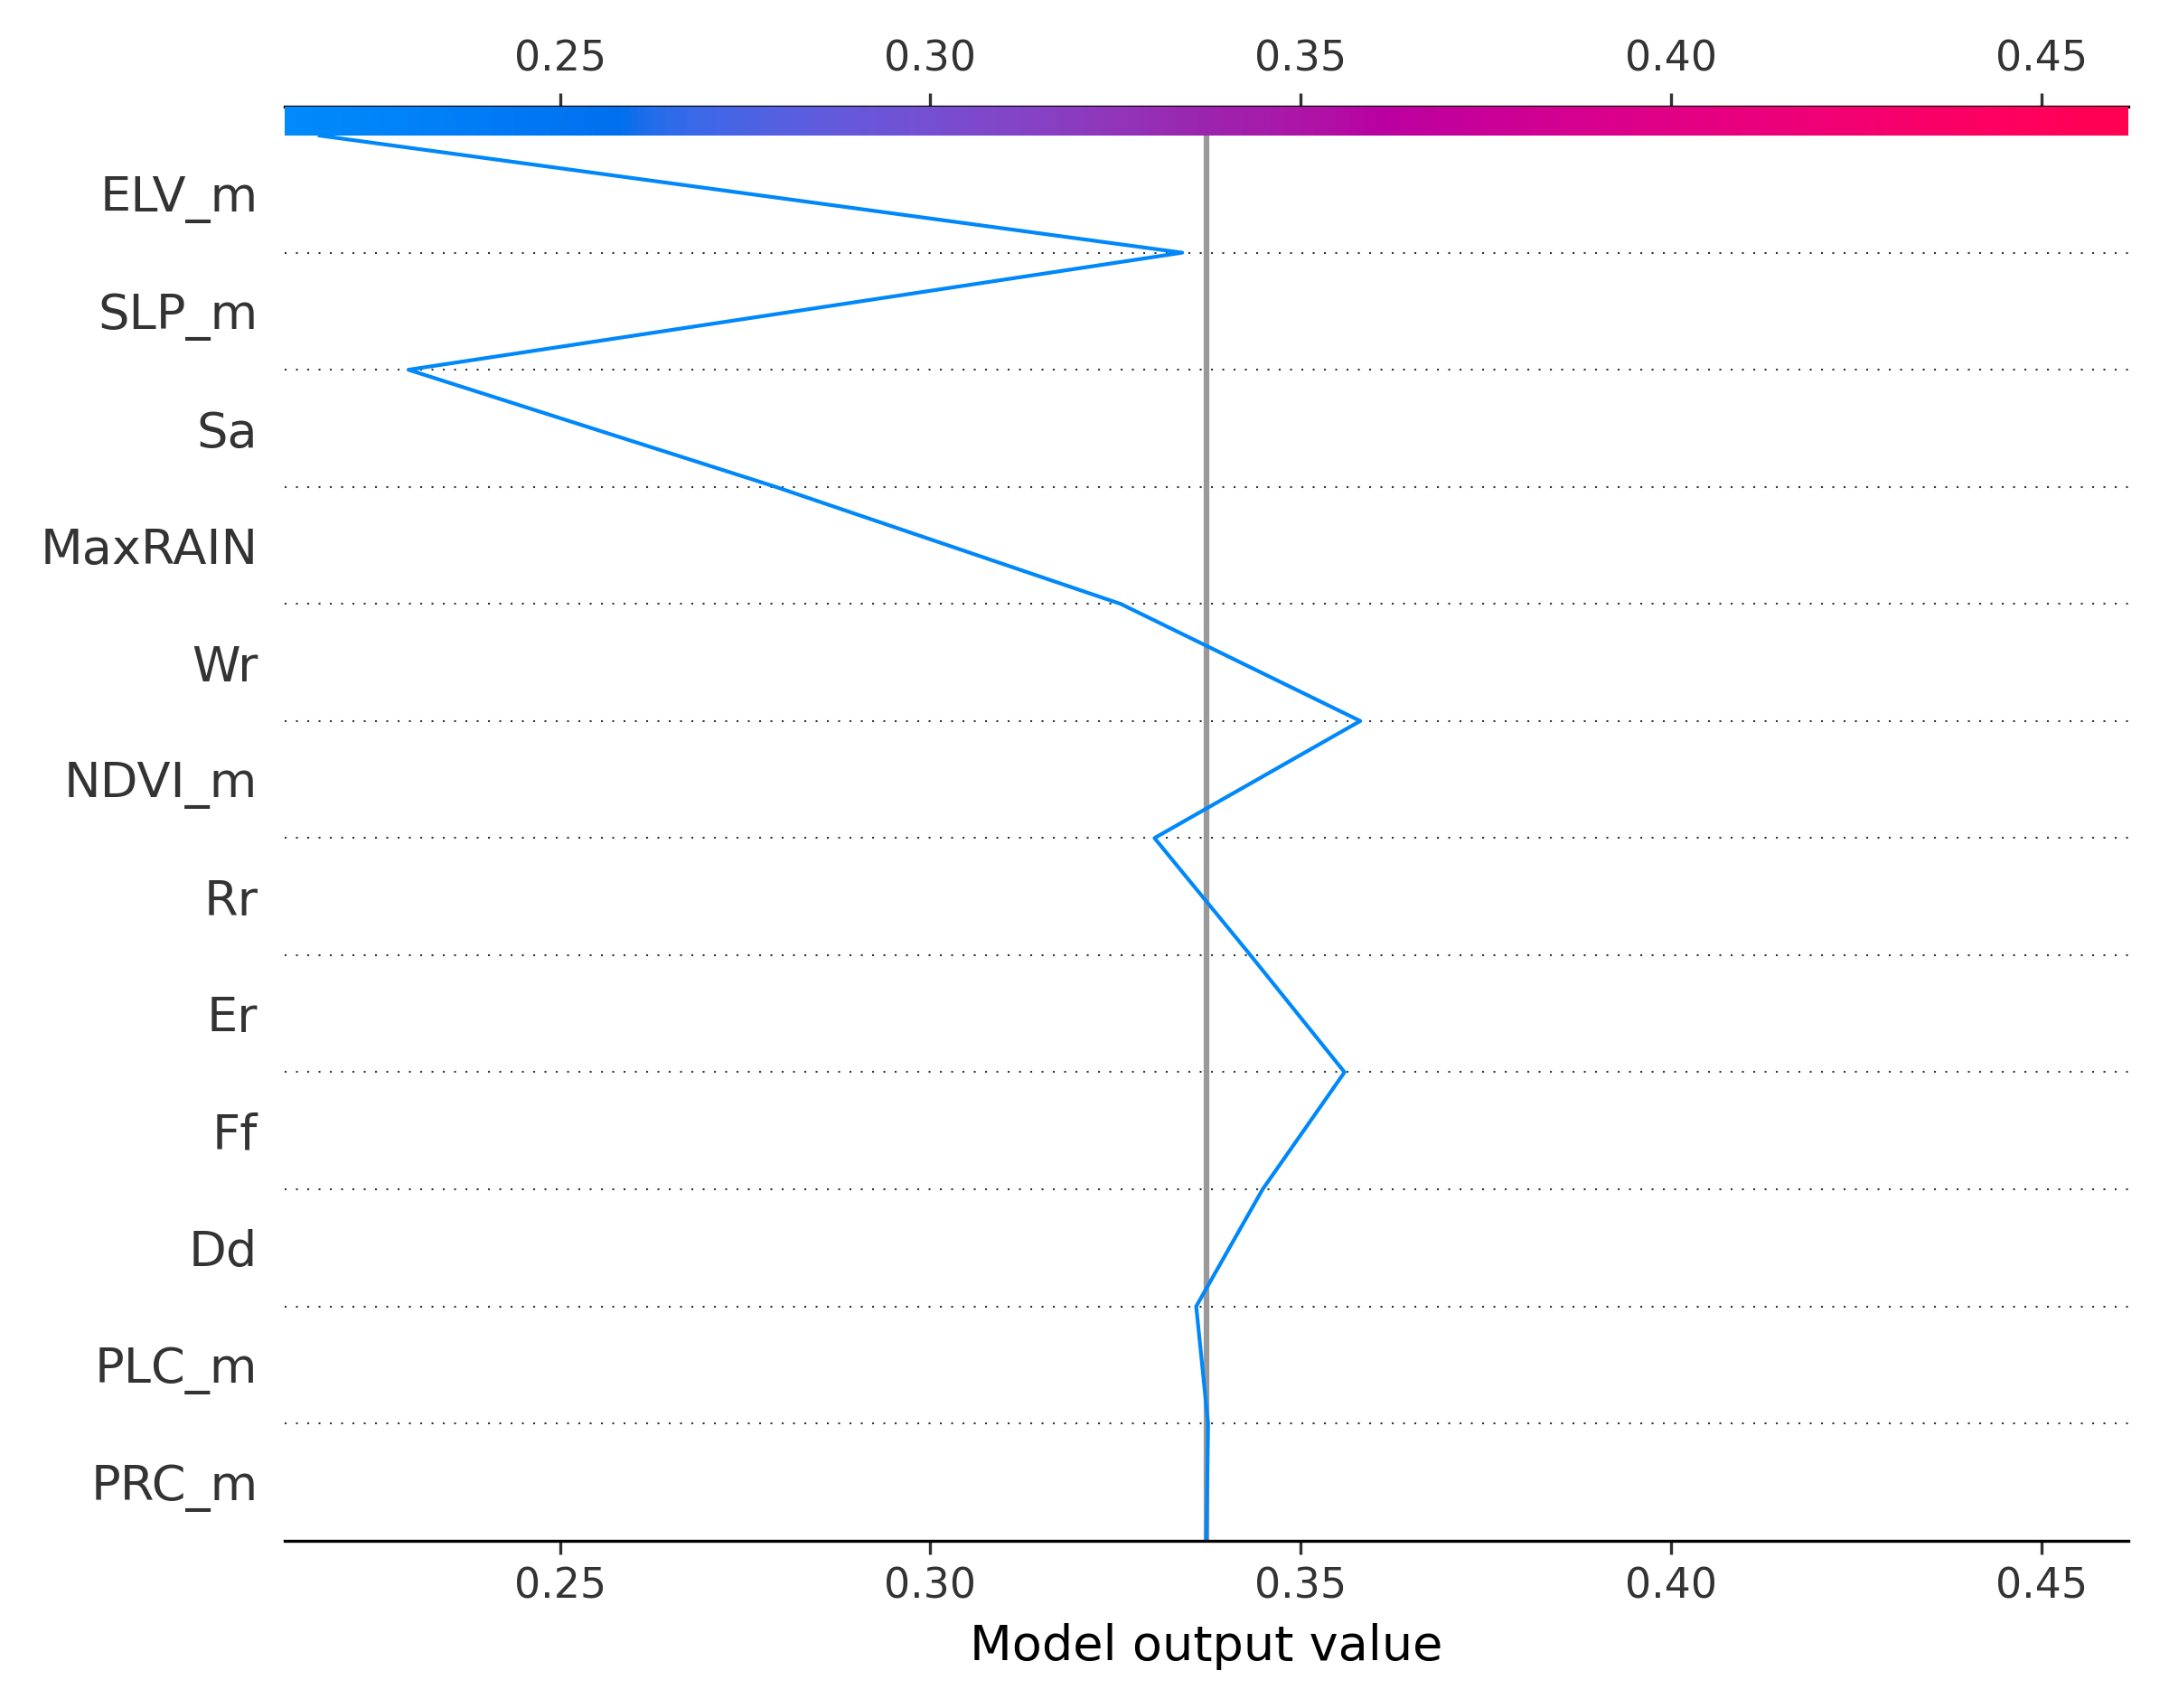 0.25 0.30 0.35 0.40 0.45
ELV_m
SLP_m
Sa
MaxRAIN
Wr
NDVI_m
Rr
Er
Ff
Dd
PLC_m
PRC_m
0.25 0.30 0.35 0.40 0.45
Model output value